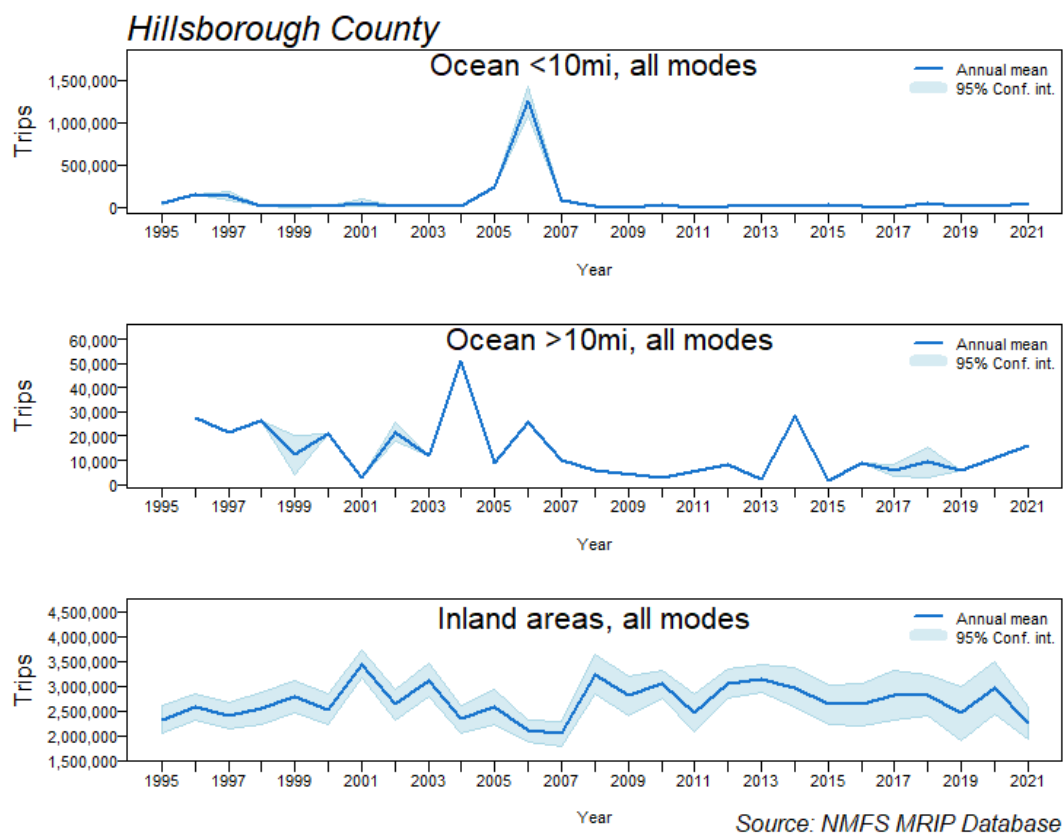 Hillsborough County
Ocean <10mi, all modes
Annual mean
95% Conf. int.
Trips
1,500,000
1,000,000
500,000
0
1995 1997 1999 2001 2003 2005 2007 2009 2011 2013 2015 2017 2019 2021
Year
Ocean >10mi, all modes
Annual mean
95% Conf. int.
Trips
60,000
50,000
40,000
30,000
20,000
10,000
0
1995 1997 1999 2001 2003 2005 2007 2009 2011 2013 2015 2017 2019 2021
Year
Inland areas, all modes
Annual mean
95% Conf. int.
Trips
4,500,000
4,000,000
3,500,000
3,000,000
2,500,000
2,000,000
1,500,000
1995 1997 1999 2001 2003 2005 2007 2009 2011 2013 2015 2017 2019 2021
Year
Source: NMFS MRIP Database